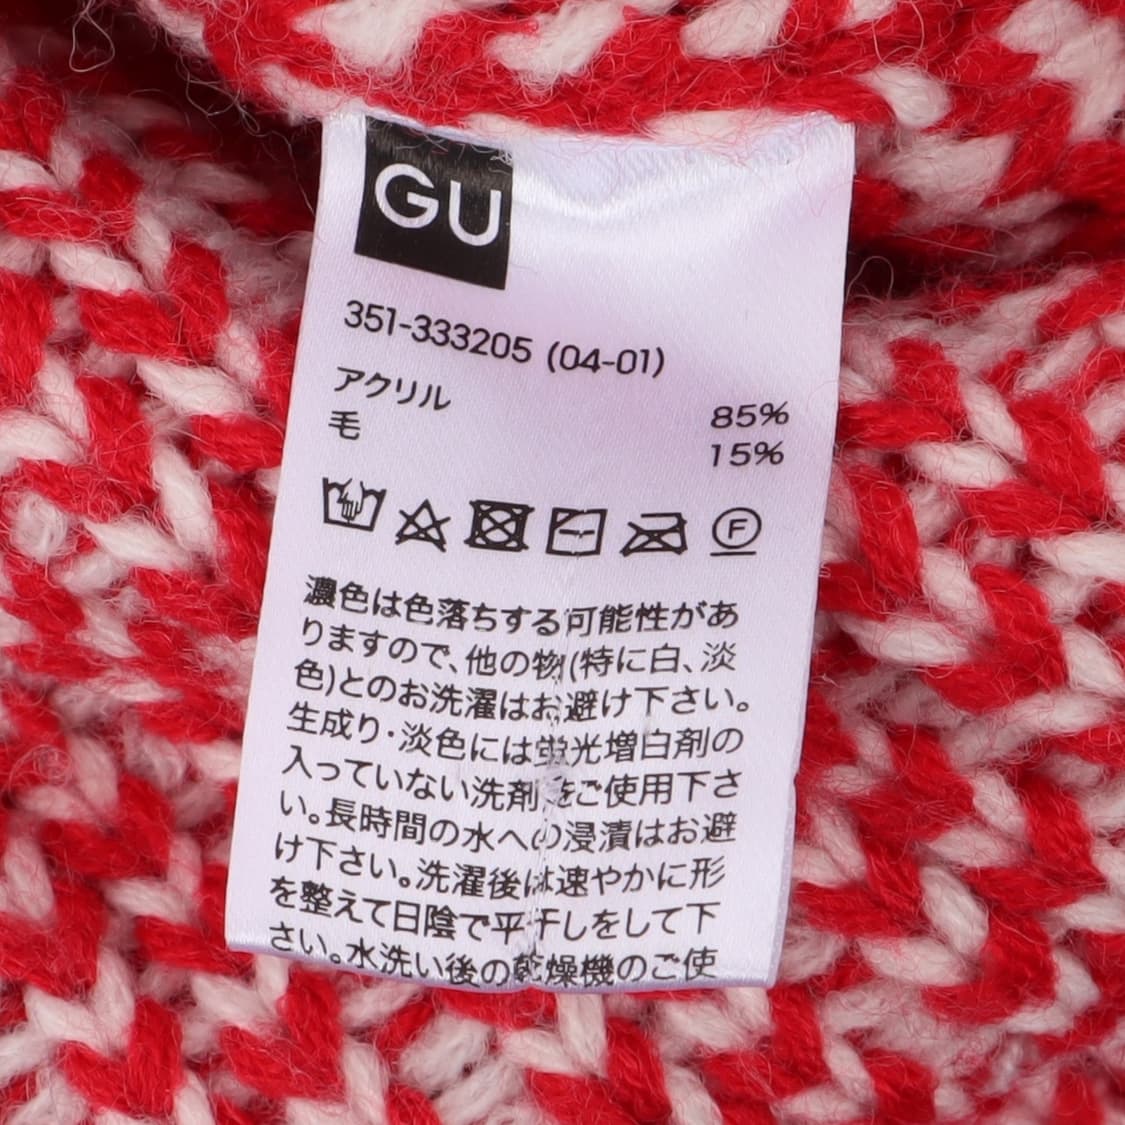 GU
351-333205 (04-01)
アクリル 85%
毛 15%
F
濃色は色落ちする可能性があ
りますので、他の物(特に白、淡
色)とのお洗濯はお避け下さい。
生成り・淡色には蛍光増白剤の
入っていない洗剤をご使用下さ
い。長時間の水への浸漬はお避
け下さい。洗濯後は速やかに形
を整えて日陰で平干しをして下
さい。水洗い後の乾燥機のご使